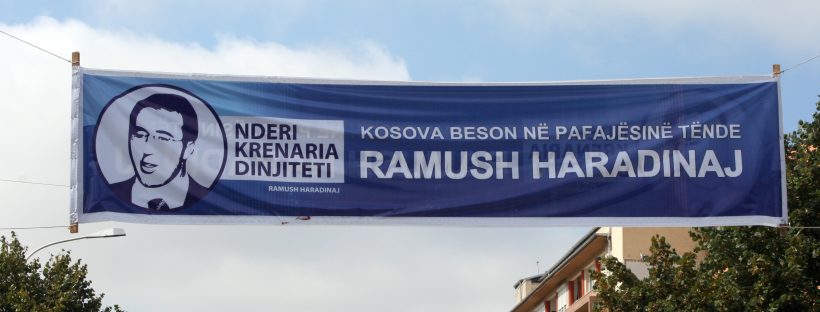 NDERI
KRENARIA
DINJITETI
RAMUSH HARADINAJ
KOSOVA BESON NË PAFAJËSINË TËNDE
RAMUSH HARADINAJ